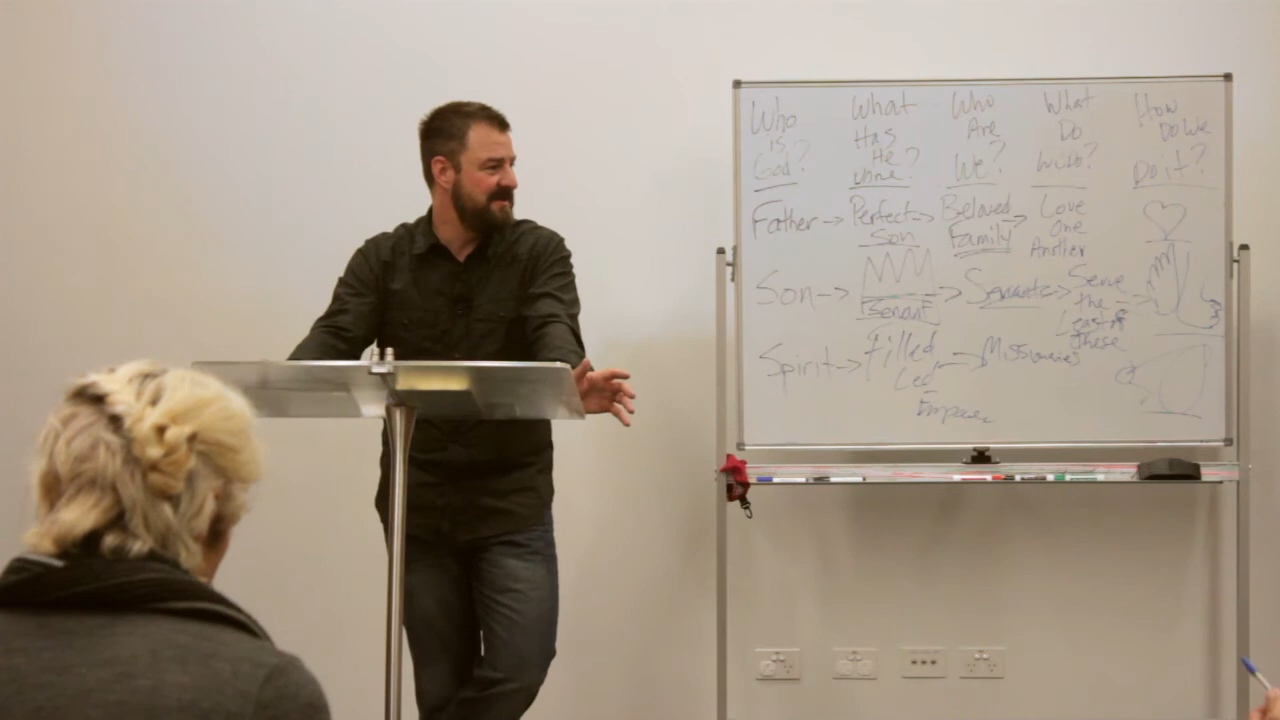 Who is God?
What Has He Done?
Who Are We?
What Do We Do?
How Do We Do it?
Father → Perfect Son → Beloved Family → Love One Another
Son → Servant → Servants → Serve the Least of these
Spirit → Filled Led Empower → Missionaries